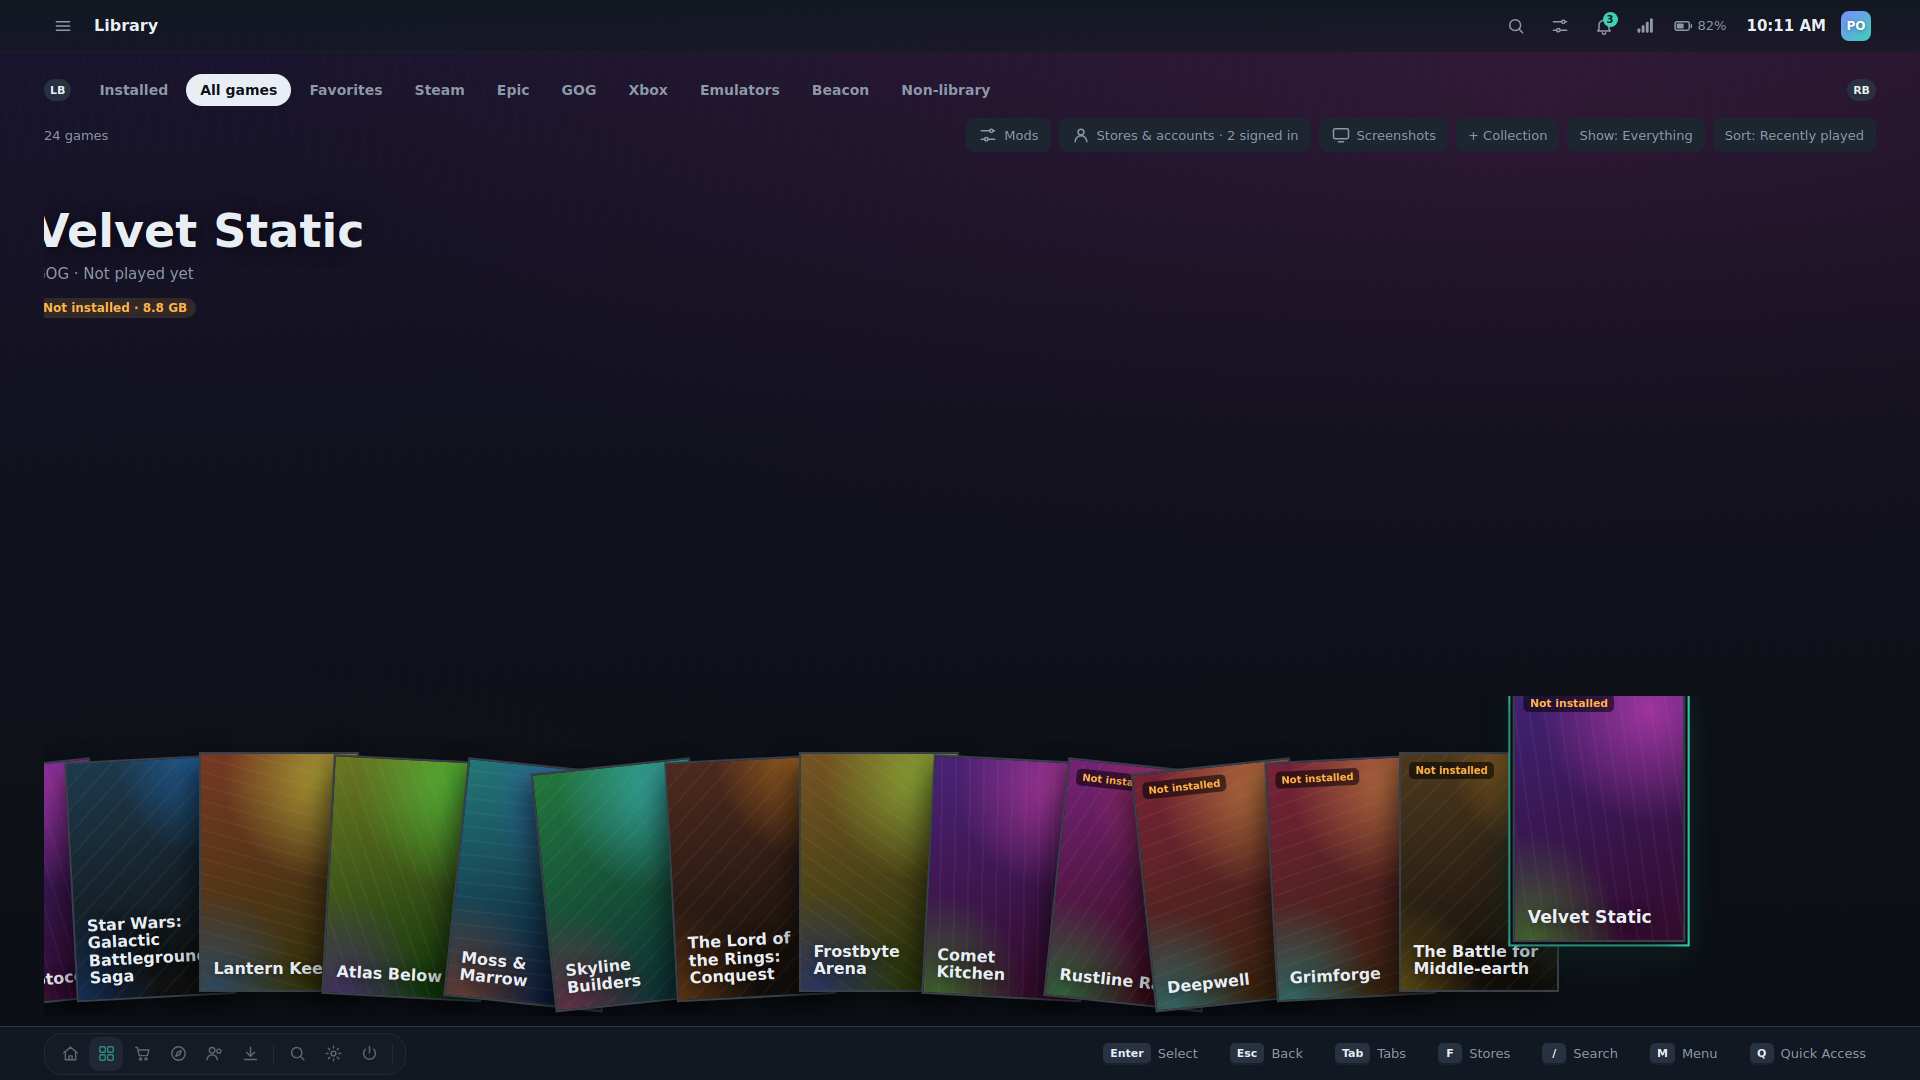 Library
3
82%
10:11 AM
PO
LB
Installed
All games
Favorites
Steam
Epic
GOG
Xbox
Emulators
Beacon
Non-library
RB
24 games
Mods
Stores & accounts · 2 signed in
Screenshots
+ Collection
Show: Everything
Sort: Recently played
Velvet Static
OG · Not played yet
Not installed · 8.8 GB
Star Wars:
Galactic
Saga
Atlas Below
Moss &
Marrow
Skyline
Builders
The Lord of
the Rings:
Conquest
Frostbyte
Arena
Comet
Kitchen
Not insta
Rustline R
Not installed
Deepwell
Not installed
Grimforge
Not installed
The Battle for
Middle-earth
Not installed
Velvet Static
Lantern Kee
Enter Select
Esc Back
Tab Tabs
F Stores
/ Search
M Menu
Q Quick Access